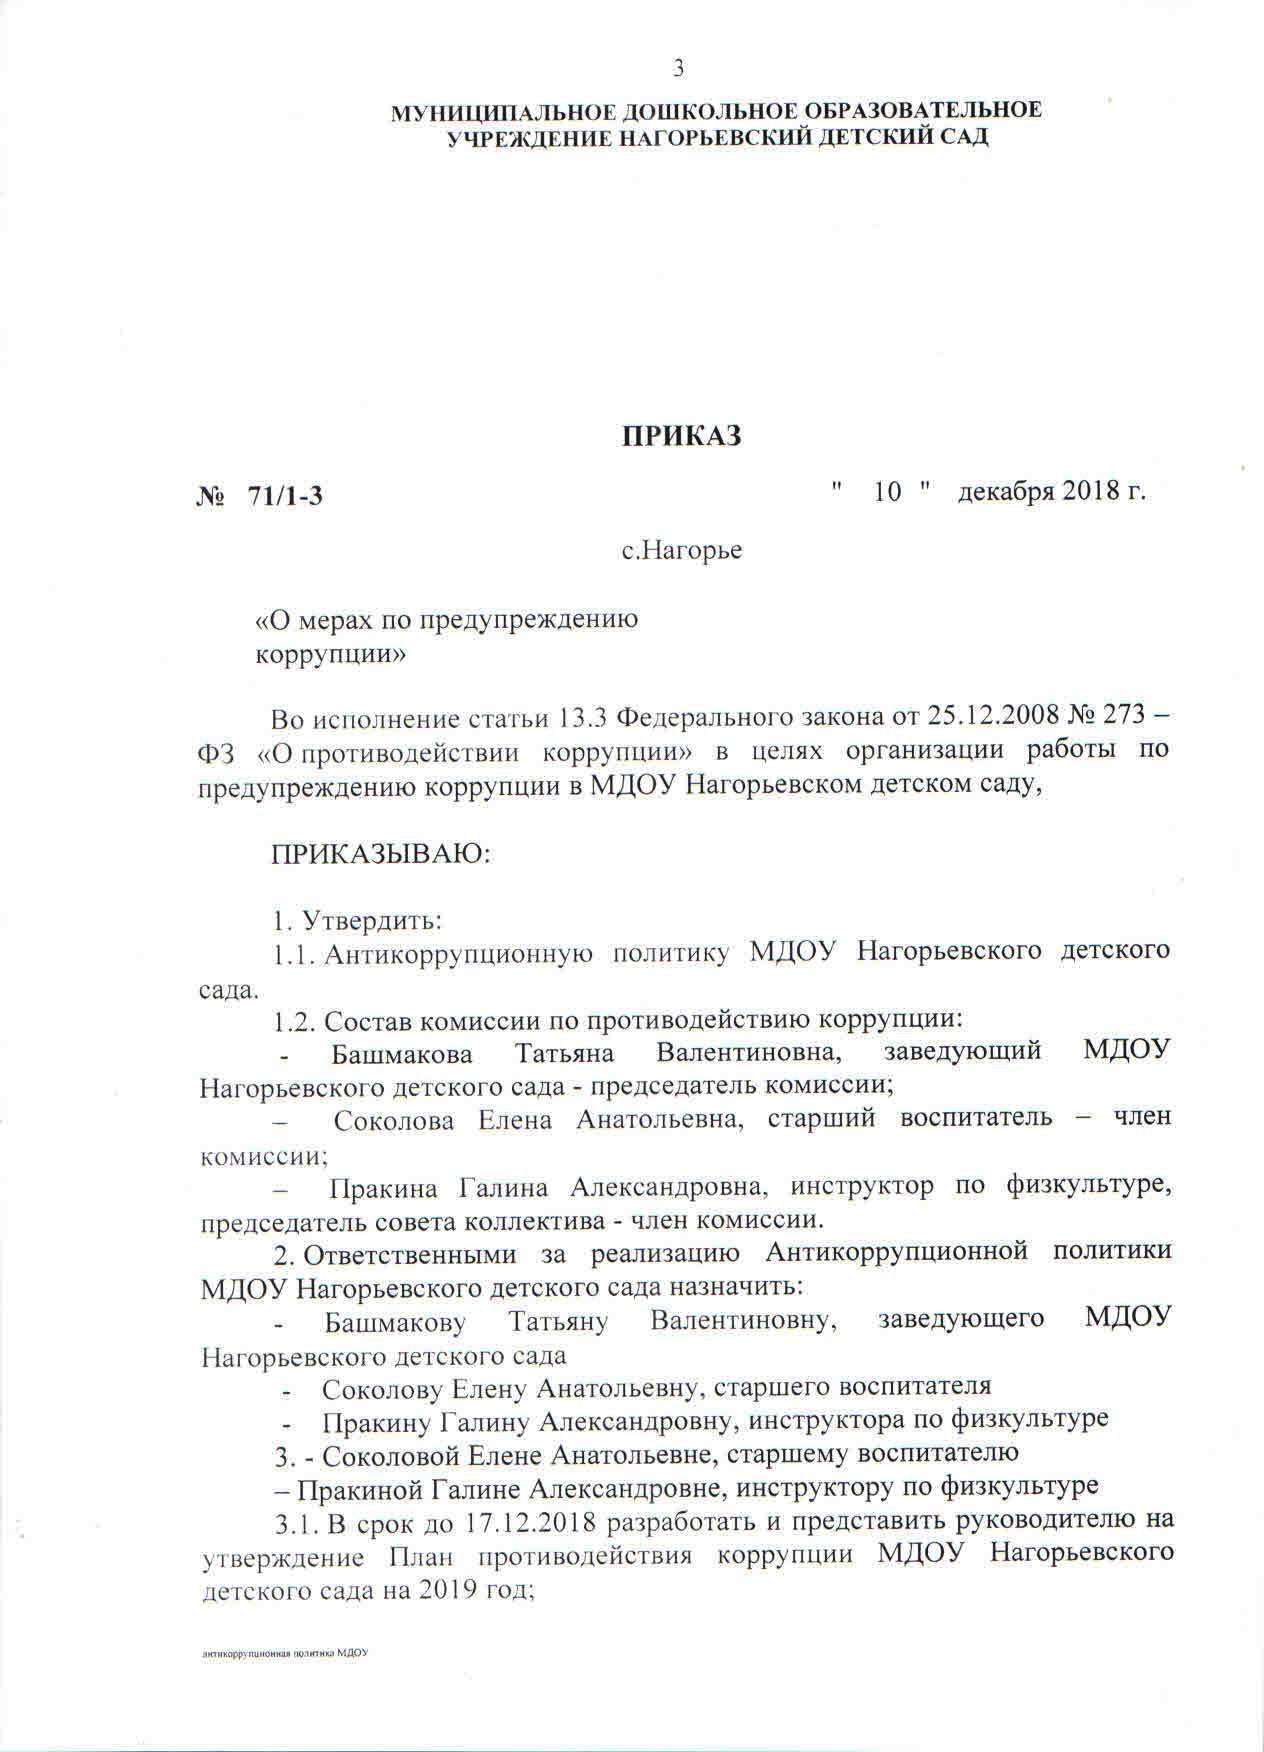 3
МУНИЦИПАЛЬНОЕ ДОШКОЛЬНОЕ ОБРАЗОВАТЕЛЬНОЕ
УЧРЕЖДЕНИЕ НАГОРЬЕВСКИЙ ДЕТСКИЙ САД
ПРИКАЗ
№ 71/1-3 " 10 " декабря 2018 г.
с.Нагорье
«О мерах по предупреждению
коррупции»
Во исполнение статьи 13.3 Федерального закона от 25.12.2008 № 273 –
ФЗ «О противодействии коррупции» в целях организации работы по
предупреждению коррупции в МДОУ Нагорьевском детском саду,
ПРИКАЗЫВАЮ:
1. Утвердить:
1.1. Антикоррупционную политику МДОУ Нагорьевского детского
сада.
1.2. Состав комиссии по противодействию коррупции:
- Башмакова Татьяна Валентиновна, заведующий МДОУ
Нагорьевского детского сада - председатель комиссии;
– Соколова Елена Анатольевна, старший воспитатель – член
комиссии;
– Пракина Галина Александровна, инструктор по физкультуре,
председатель совета коллектива - член комиссии.
2. Ответственными за реализацию Антикоррупционной политики
МДОУ Нагорьевского детского сада назначить:
- Башмакову Татьяну Валентиновну, заведующего МДОУ
Нагорьевского детского сада
- Соколову Елену Анатольевну, старшего воспитателя
- Пракину Галину Александровну, инструктора по физкультуре
3. - Соколовой Елене Анатольевне, старшему воспитателю
– Пракиной Галине Александровне, инструктору по физкультуре
3.1. В срок до 17.12.2018 разработать и представить руководителю на
утверждение План противодействия коррупции МДОУ Нагорьевского
детского сада на 2019 год;
антикоррупционная политика МДОУ